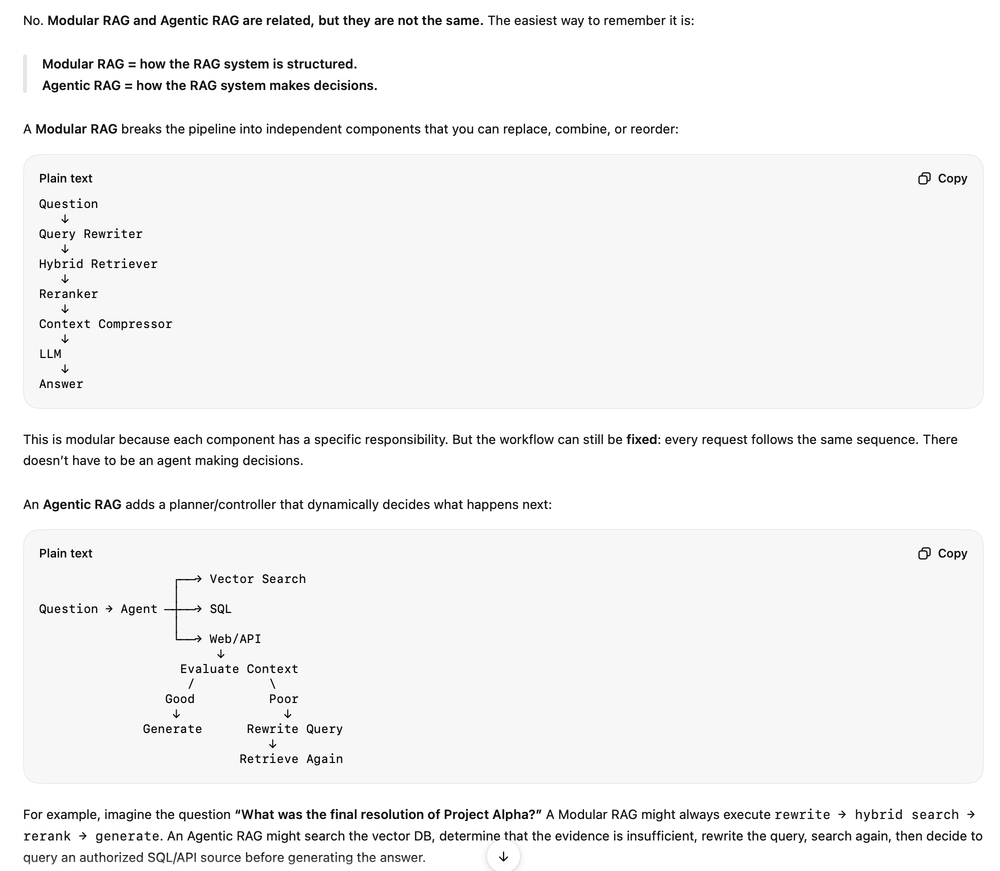 No. Modular RAG and Agentic RAG are related, but they are not the same. The easiest way to remember it is:
Modular RAG = how the RAG system is structured.
Agentic RAG = how the RAG system makes decisions.
A Modular RAG breaks the pipeline into independent components that you can replace, combine, or reorder:
Plain text
Copy
Question
↓
Query Rewriter
↓
Hybrid Retriever
↓
Reranker
↓
Context Compressor
↓
LLM
↓
Answer
This is modular because each component has a specific responsibility. But the workflow can still be fixed: every request follows the same sequence. There
doesn’t have to be an agent making decisions.
An Agentic RAG adds a planner/controller that dynamically decides what happens next:
Plain text
Copy
┌──→ Vector Search
Question → Agent ─┼──→ SQL
└──→ Web/API
↓
Evaluate Context
/ \
Good Poor
↓ ↓
Generate Rewrite Query
↓
Retrieve Again
For example, imagine the question “What was the final resolution of Project Alpha?” A Modular RAG might always execute rewrite → hybrid search →
rerank → generate. An Agentic RAG might search the vector DB, determine that the evidence is insufficient, rewrite the query, search again, then decide to
query an authorized SQL/API source before generating the answer.